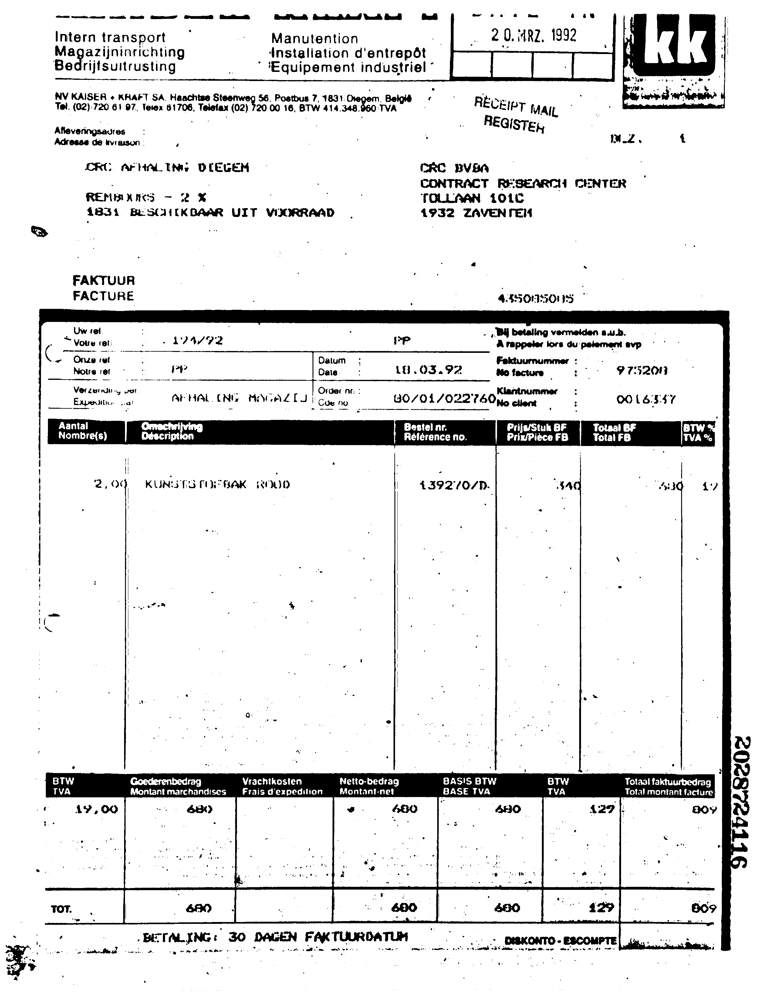 Intern transport Manutention
Magazijninrichting Installation d'entrepôt
Bedrijfsuitrusting Equipement industriel
20. MRZ. 1992
kk
NV KAISER + KRAFT SA. Haachtse Steenweg 56, Postbus 7, 1831 Diegem, België
Tel. (02) 720 61 97, Telex 61706, Telefax (02) 720 00 16, BTW 414.348.960 TVA
RECEIPT MAIL
REGISTER
Afleveringsadres :
Adresse de livraison :
BLZ. 1
CRC AFHALING DIEGEM CRC BVBA
CONTRACT RESEARCH CENTER
REMBOURS - 2 % TOLLAAN 101C
1831 BESCHIKBAAR UIT VOORRAAD 1932 ZAVENTEM
FAKTUUR
FACTURE 435085085
Uw ref. : 174/92 PP Bij betaling vermelden s.u.b.
Votre ref. : A rappeler lors du paiement svp
Onze ref. : PP Datum : 18.03.92 Faktuurnummer : 975208
Notre ref. Date No facture :
Verzending per AFHALING MAGAZIJ Order nr. : 80/01/022760 Klantnummer : 0016337
Expedition Cde no No client :
Aantal Omschrijving Bestel nr. Prijs/Stuk BF Totaal BF BTW %
Nombre(s) Description Référence no. Prix/Pièce FB Total FB TVA %
2,00 KUNSTSTOFBAK ROOD 139270/D 340 680 19
BTW Goederenbedrag Vrachtkosten Netto-bedrag BASIS BTW BTW Totaal faktuurbedrag
TVA Montant marchandises Frais d'expedition Montant-net BASE TVA TVA Total montant facture
19,00 680 680 680 129 809
TOT. 680 680 680 129 809
BETALING: 30 DAGEN FAKTUURDATUM DISKONTO - ESCOMPTE
2028724116